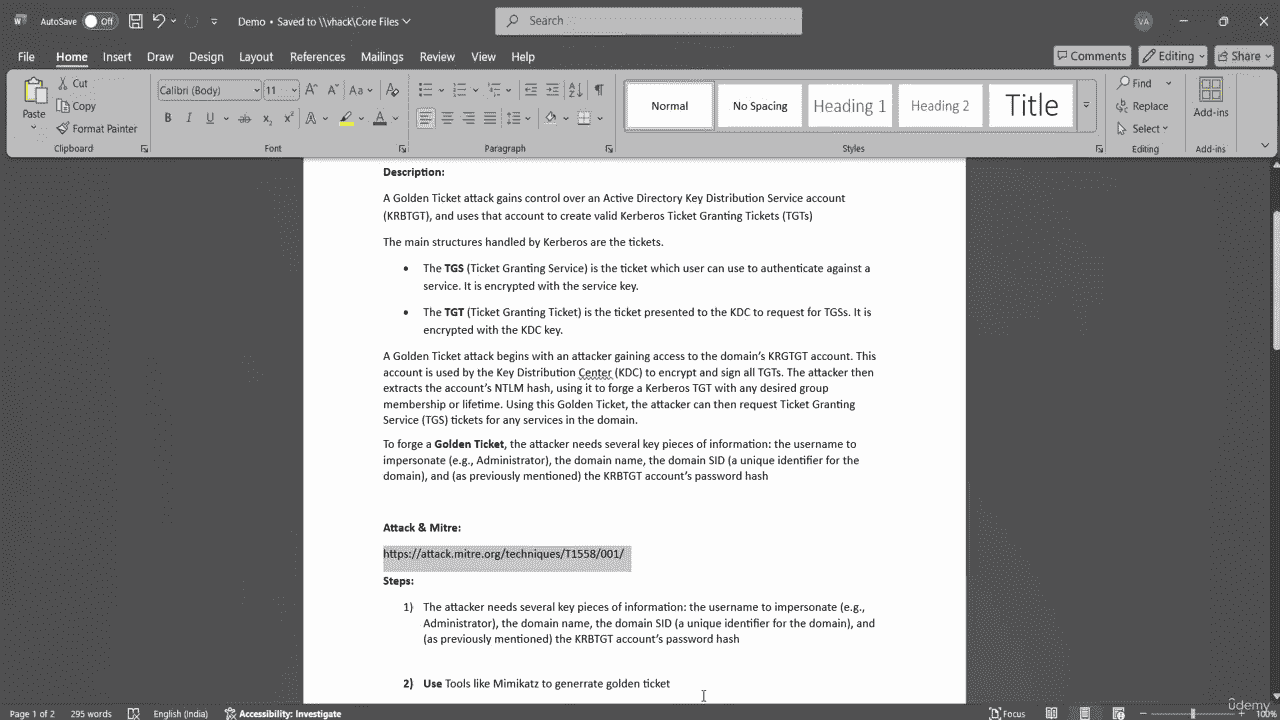 AutoSave Off Demo • Saved to \\vhack\Core Files Search VA
File Home Insert Draw Design Layout References Mailings Review View Help Comments Editing Share
Paste Cut Copy Format Painter Clipboard
Calibri (Body) 11 Font
Paragraph
Normal No Spacing Heading 1 Heading 2 Title Styles
Find Replace Select Editing
Add-ins Add-ins
Description:
A Golden Ticket attack gains control over an Active Directory Key Distribution Service account
(KRBTGT), and uses that account to create valid Kerberos Ticket Granting Tickets (TGTs)
The main structures handled by Kerberos are the tickets.
• The TGS (Ticket Granting Service) is the ticket which user can use to authenticate against a
service. It is encrypted with the service key.
• The TGT (Ticket Granting Ticket) is the ticket presented to the KDC to request for TGSs. It is
encrypted with the KDC key.
A Golden Ticket attack begins with an attacker gaining access to the domain's KRGTGT account. This
account is used by the Key Distribution Center (KDC) to encrypt and sign all TGTs. The attacker then
extracts the account's NTLM hash, using it to forge a Kerberos TGT with any desired group
membership or lifetime. Using this Golden Ticket, the attacker can then request Ticket Granting
Service (TGS) tickets for any services in the domain.
To forge a Golden Ticket, the attacker needs several key pieces of information: the username to
impersonate (e.g., Administrator), the domain name, the domain SID (a unique identifier for the
domain), and (as previously mentioned) the KRBTGT account's password hash
Attack & Mitre:
https://attack.mitre.org/techniques/T1558/001/
Steps:
1) The attacker needs several key pieces of information: the username to impersonate (e.g.,
Administrator), the domain name, the domain SID (a unique identifier for the domain), and
(as previously mentioned) the KRBTGT account's password hash
2) Use Tools like Mimikatz to generrate golden ticket
Page 1 of 2 295 words English (India) Accessibility: Investigate Focus 100%
ûdemy